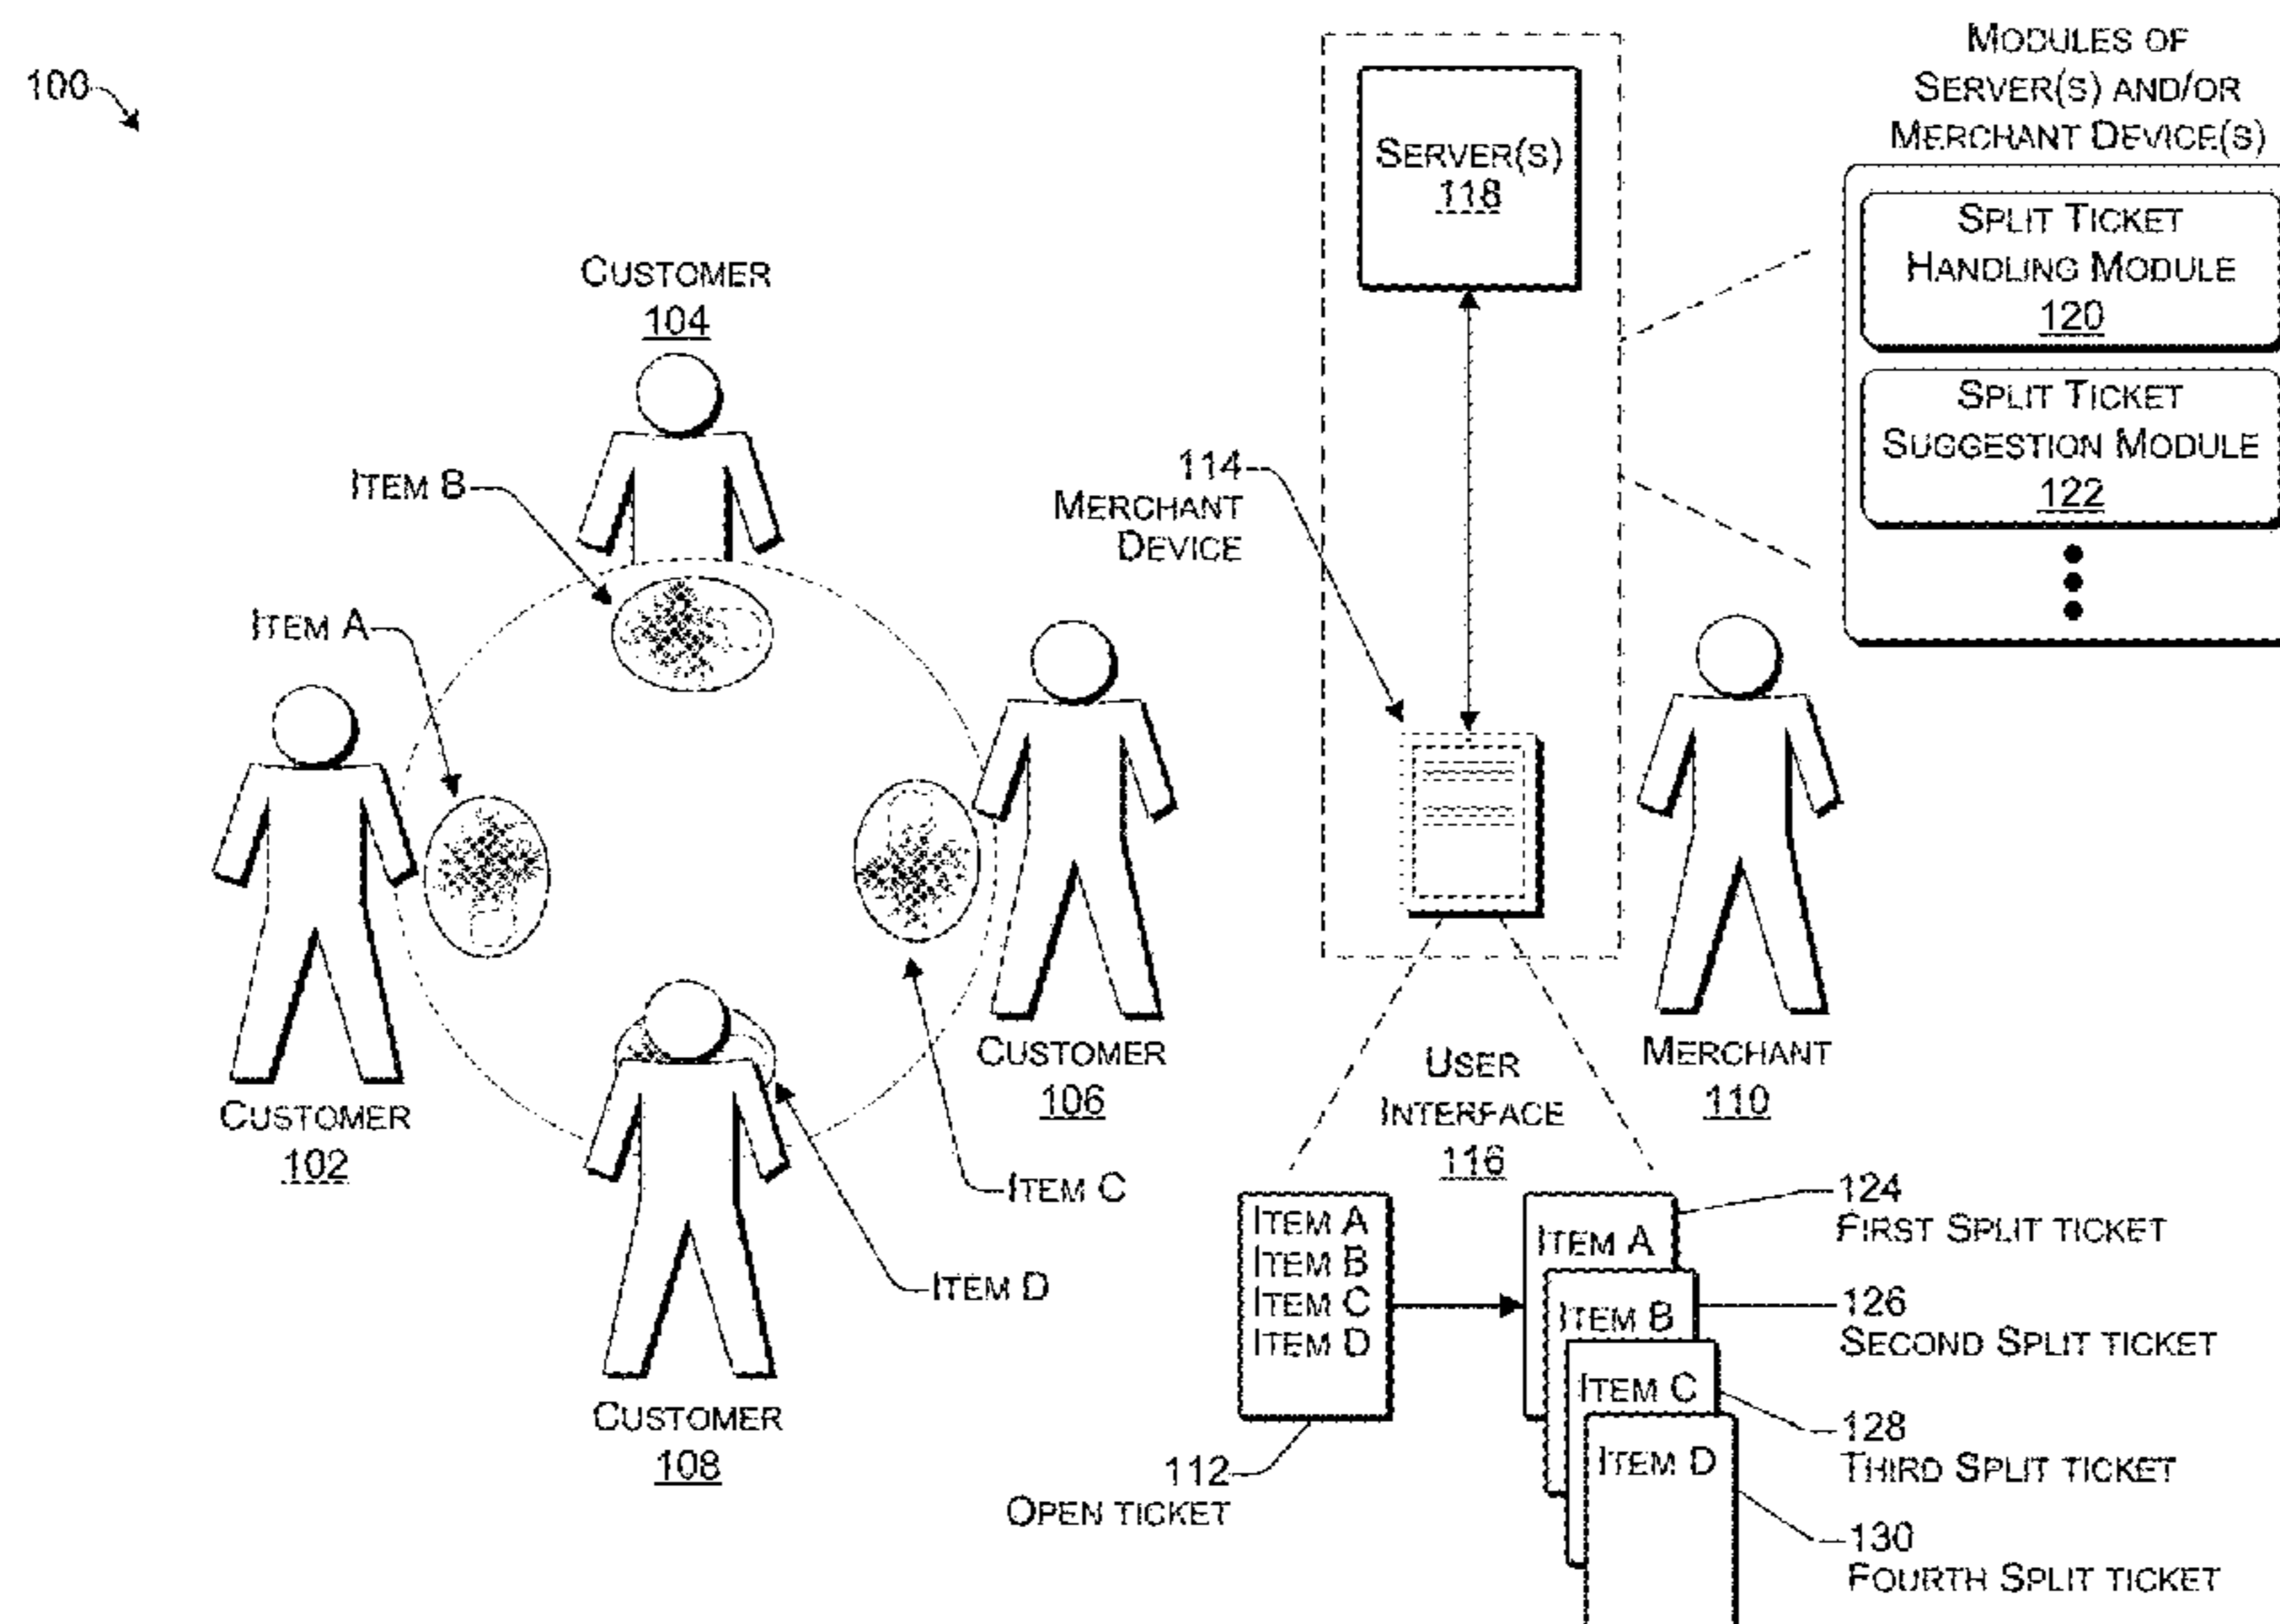 100
CUSTOMER
104
ITEM B
ITEM A
CUSTOMER
102
CUSTOMER
106
ITEM C
ITEM D
CUSTOMER
108
SERVER(S)
118
114
MERCHANT
DEVICE
MODULES OF
SERVER(S) AND/OR
MERCHANT DEVICE(S)
SPLIT TICKET
HANDLING MODULE
120
SPLIT TICKET
SUGGESTION MODULE
122
MERCHANT
110
USER
INTERFACE
116
ITEM A
ITEM B
ITEM C
ITEM D
112
OPEN TICKET
ITEM A
ITEM B
ITEM C
ITEM D
124
FIRST SPLIT TICKET
126
SECOND SPLIT TICKET
128
THIRD SPLIT TICKET
130
FOURTH SPLIT TICKET